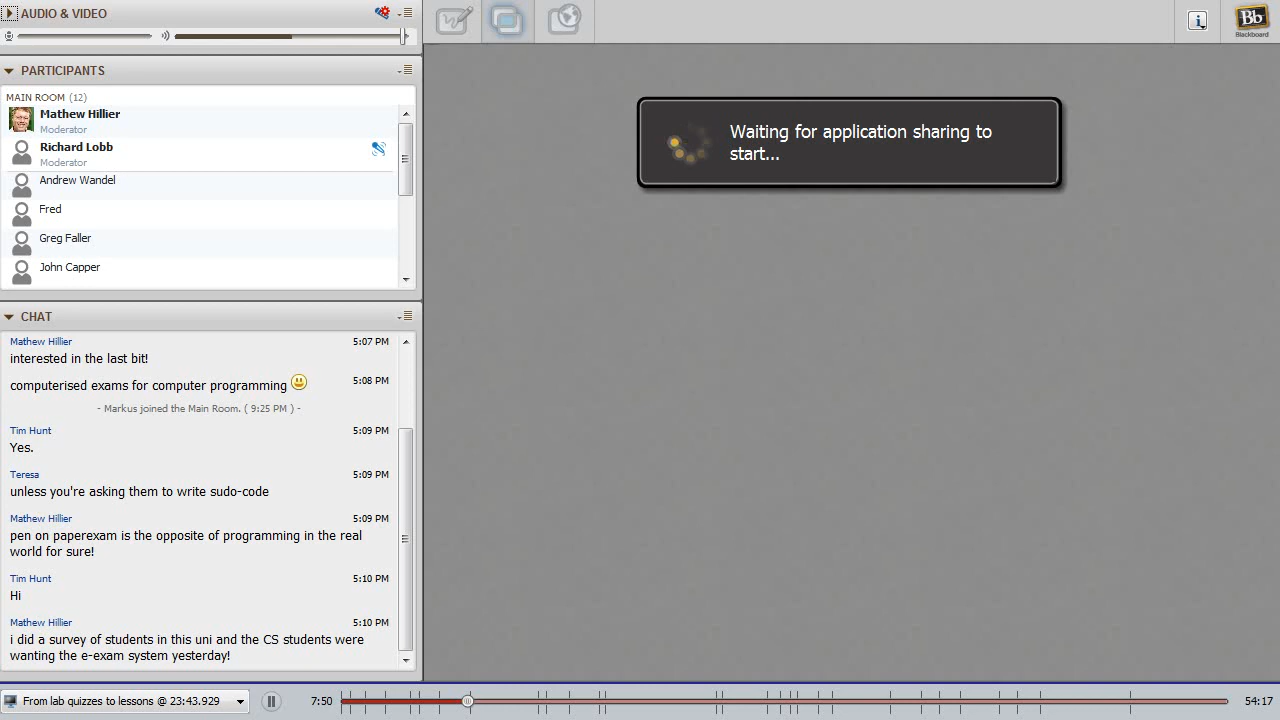 AUDIO & VIDEO
PARTICIPANTS
MAIN ROOM (12)
Mathew Hillier
Moderator
Richard Lobb
Moderator
Andrew Wandel
Fred
Greg Faller
John Capper
CHAT
Mathew Hillier 5:07 PM
interested in the last bit!
computerised exams for computer programming 5:08 PM
- Markus joined the Main Room. ( 9:25 PM ) -
Tim Hunt 5:09 PM
Yes.
Teresa 5:09 PM
unless you're asking them to write sudo-code
Mathew Hillier 5:09 PM
pen on paperexam is the opposite of programming in the real
world for sure!
Tim Hunt 5:10 PM
Hi
Mathew Hillier 5:10 PM
i did a survey of students in this uni and the CS students were
wanting the e-exam system yesterday!
i
Bb
Blackboard
Waiting for application sharing to
start...
From lab quizzes to lessons @ 23:43.929
7:50
54:17